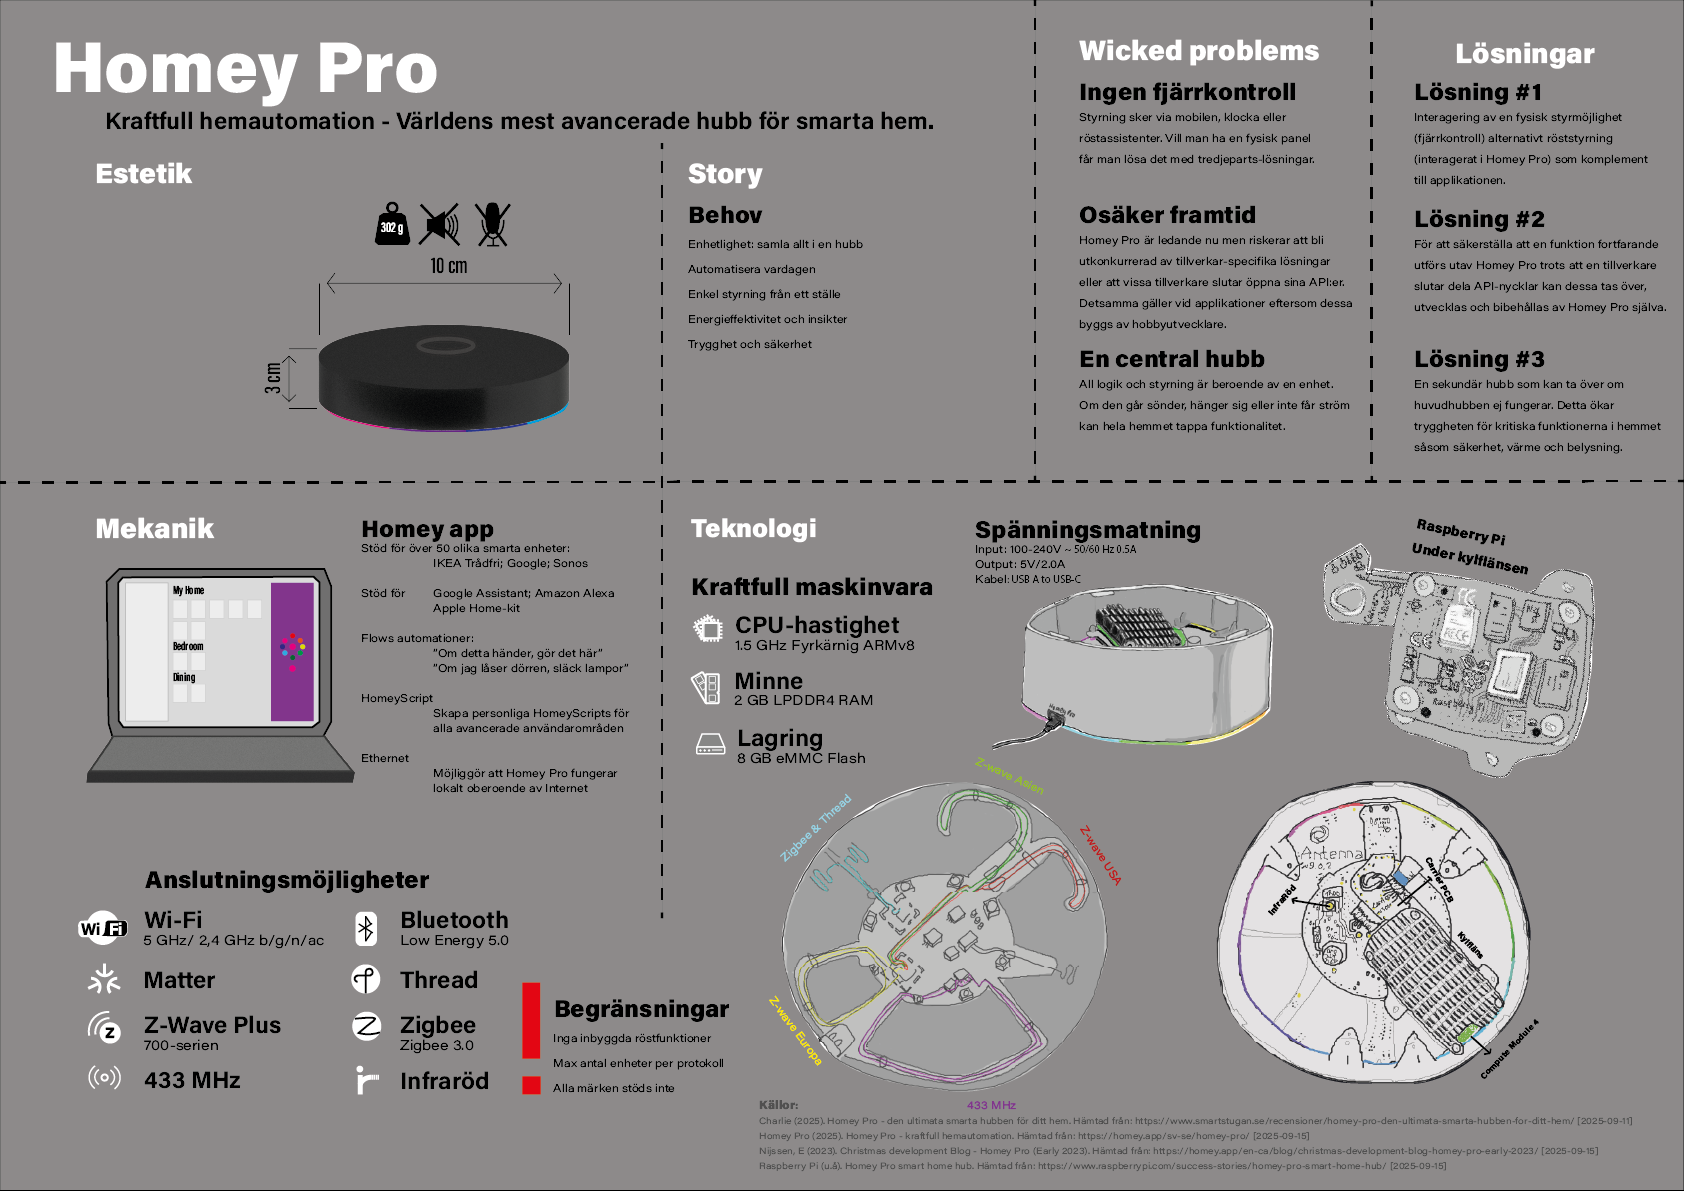 Homey Pro
Kraftfull hemautomation - Världens mest avancerade hubb för smarta hem.
Estetik
302 g
10 cm
3 cm
Story
Behov
Enhetlighet: samla allt i en hubb
Automatisera vardagen
Enkel styrning från ett ställe
Energieffektivitet och insikter
Trygghet och säkerhet
Wicked problems
Ingen fjärrkontroll
Styrning sker via mobilen, klocka eller
röstassistenter. Vill man ha en fysisk panel
får man lösa det med tredjeparts-lösningar.
Osäker framtid
Homey Pro är ledande nu men riskerar att bli
utkonkurrerad av tillverkar-specifika lösningar
eller att vissa tillverkare slutar öppna sina API:er.
Detsamma gäller vid applikationer eftersom dessa
byggs av hobbyutvecklare.
En central hubb
All logik och styrning är beroende av en enhet.
Om den går sönder, hänger sig eller inte får ström
kan hela hemmet tappa funktionalitet.
Lösningar
Lösning #1
Interagering av en fysisk styrmöjlighet
(fjärrkontroll) alternativt röststyrning
(interagerat i Homey Pro) som komplement
till applikationen.
Lösning #2
För att säkerställa att en funktion fortfarande
utförs utav Homey Pro trots att en tillverkare
slutar dela API-nycklar kan dessa tas över,
utvecklas och bibehållas av Homey Pro själva.
Lösning #3
En sekundär hubb som kan ta över om
huvudhubben ej fungerar. Detta ökar
tryggheten för kritiska funktionerna i hemmet
såsom säkerhet, värme och belysning.
Mekanik
My Home
Bedroom
Dining
Homey app
Stöd för över 50 olika smarta enheter:
IKEA Trådfri; Google; Sonos
Stöd för Google Assistant; Amazon Alexa
Apple Home-kit
Flows automationer:
"Om detta händer, gör det här"
"Om jag låser dörren, släck lampor"
HomeyScript
Skapa personliga HomeyScripts för
alla avancerade användarområden
Ethernet
Möjliggör att Homey Pro fungerar
lokalt oberoende av Internet
Anslutningsmöjligheter
Wi Fi
Wi-Fi
5 GHz/ 2,4 GHz b/g/n/ac
Matter
Z-Wave Plus
700-serien
433 MHz
Bluetooth
Low Energy 5.0
Thread
Zigbee
Zigbee 3.0
Infraröd
Begränsningar
Inga inbyggda röstfunktioner
Max antal enheter per protokoll
Alla märken stöds inte
Teknologi
Kraftfull maskinvara
CPU-hastighet
1.5 GHz Fyrkärnig ARMv8
Minne
2 GB LPDDR4 RAM
Lagring
8 GB eMMC Flash
Spänningsmatning
Input: 100-240V ~ 50/60 Hz 0.5A
Output: 5V/2.0A
Kabel: USB A to USB-C
Homey Pro
Raspberry Pi
Under kylflänsen
Z-wave Asien
Zigbee & Thread
Z-wave USA
Z-wave Europa
433 MHz
Antenna
Infraröd
Carrier PCB
Kylfläns
Compute Module 4
Källor:
Charlie (2025). Homey Pro - den ultimata smarta hubben för ditt hem. Hämtad från: https://www.smartstugan.se/recensioner/homey-pro-den-ultimata-smarta-hubben-for-ditt-hem/ [2025-09-11]
Homey Pro (2025). Homey Pro - kraftfull hemautomation. Hämtad från: https://homey.app/sv-se/homey-pro/ [2025-09-15]
Nijssen, E (2023). Christmas development Blog - Homey Pro (Early 2023). Hämtad från: https://homey.app/en-ca/blog/christmas-development-blog-homey-pro-early-2023/ [2025-09-15]
Raspberry Pi (u.å). Homey Pro smart home hub. Hämtad från: https://www.raspberrypi.com/success-stories/homey-pro-smart-home-hub/ [2025-09-15]